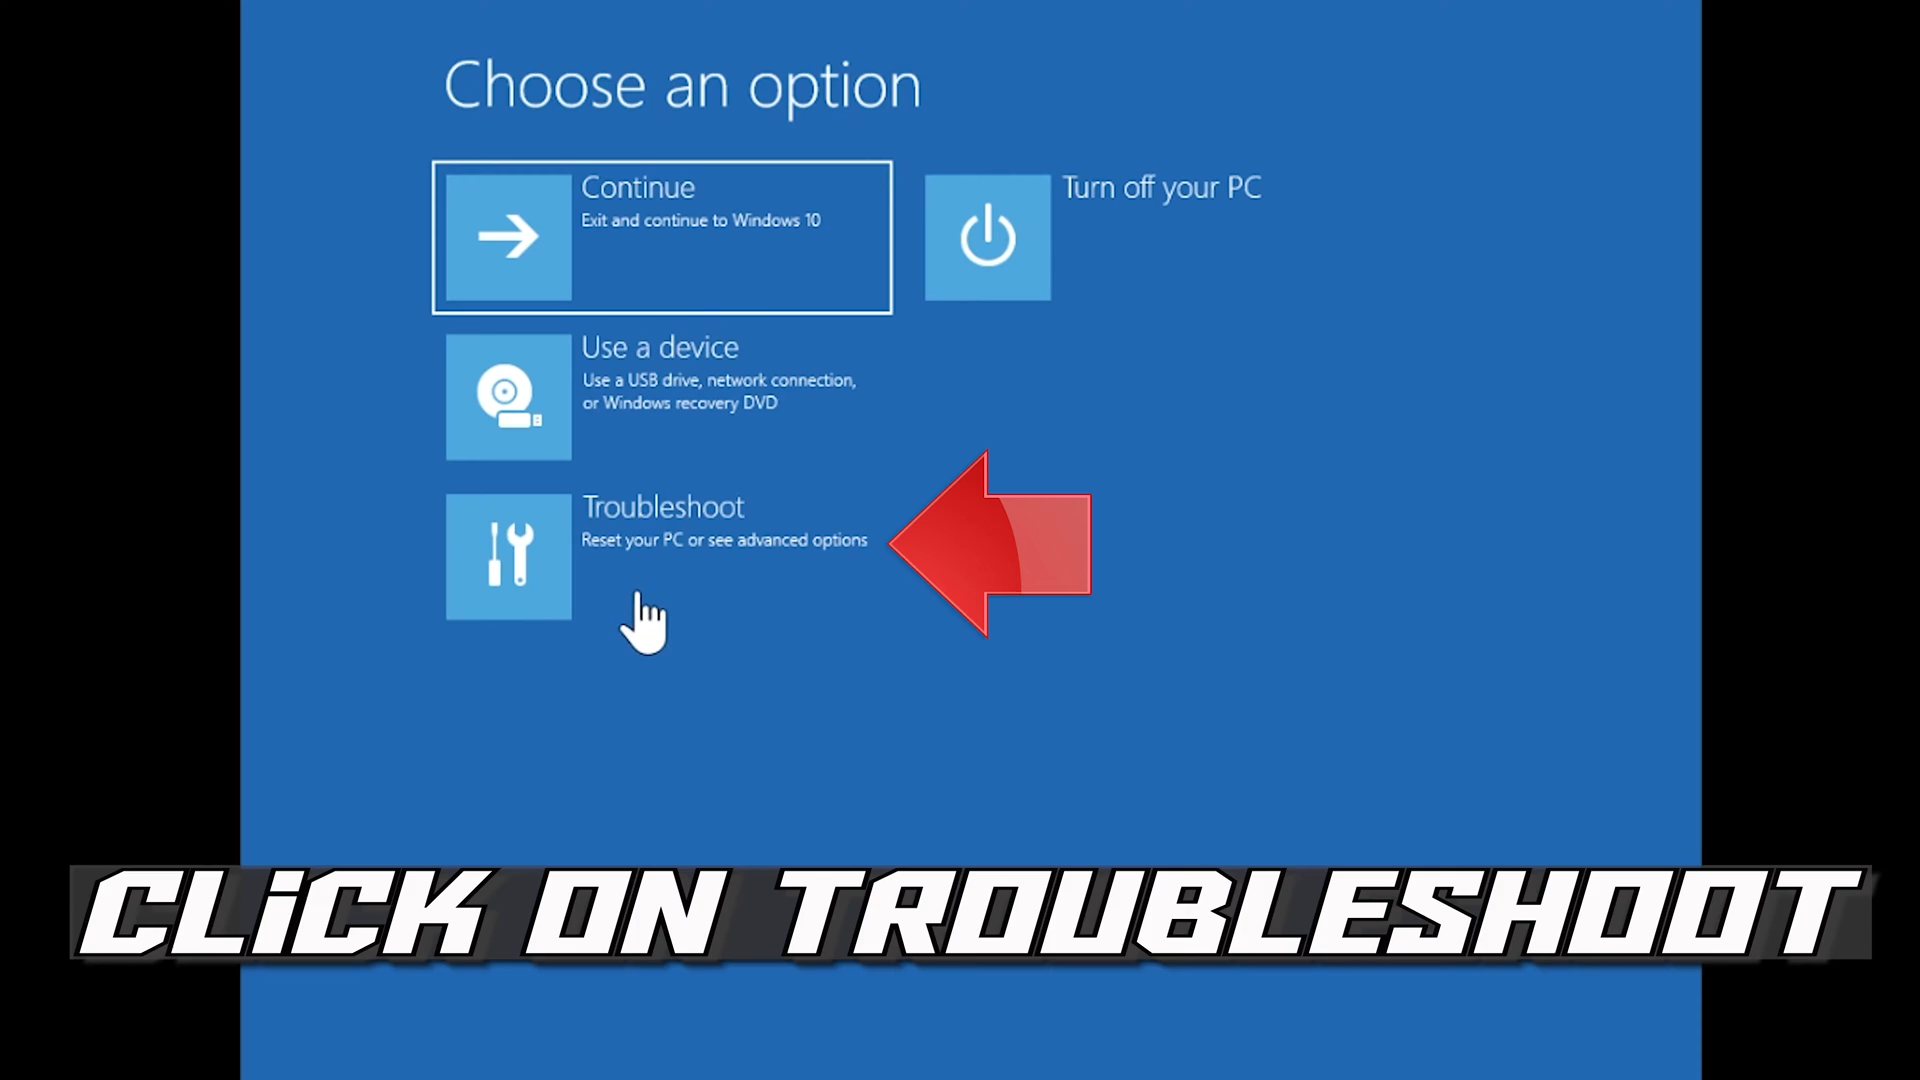 Choose an option
Continue
Exit and continue to Windows 10
Turn off your PC
Use a device
Use a USB drive, network connection,
or Windows recovery DVD
Troubleshoot
Reset your PC or see advanced options
CLiCK ON TROUBLESHOOT